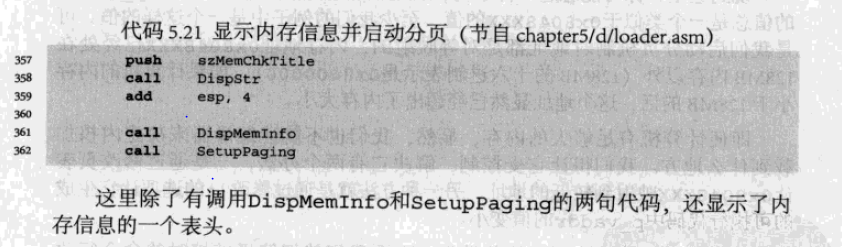 代码 5.21 显示内存信息并启动分页（节自 chapter5/d/loader.asm）
357 push szMemChkTitle
358 call DispStr
359 add esp, 4
360
361 call DispMemInfo
362 call SetupPaging
这里除了有调用DispMemInfo和SetupPaging的两句代码，还显示了内
存信息的一个表头。